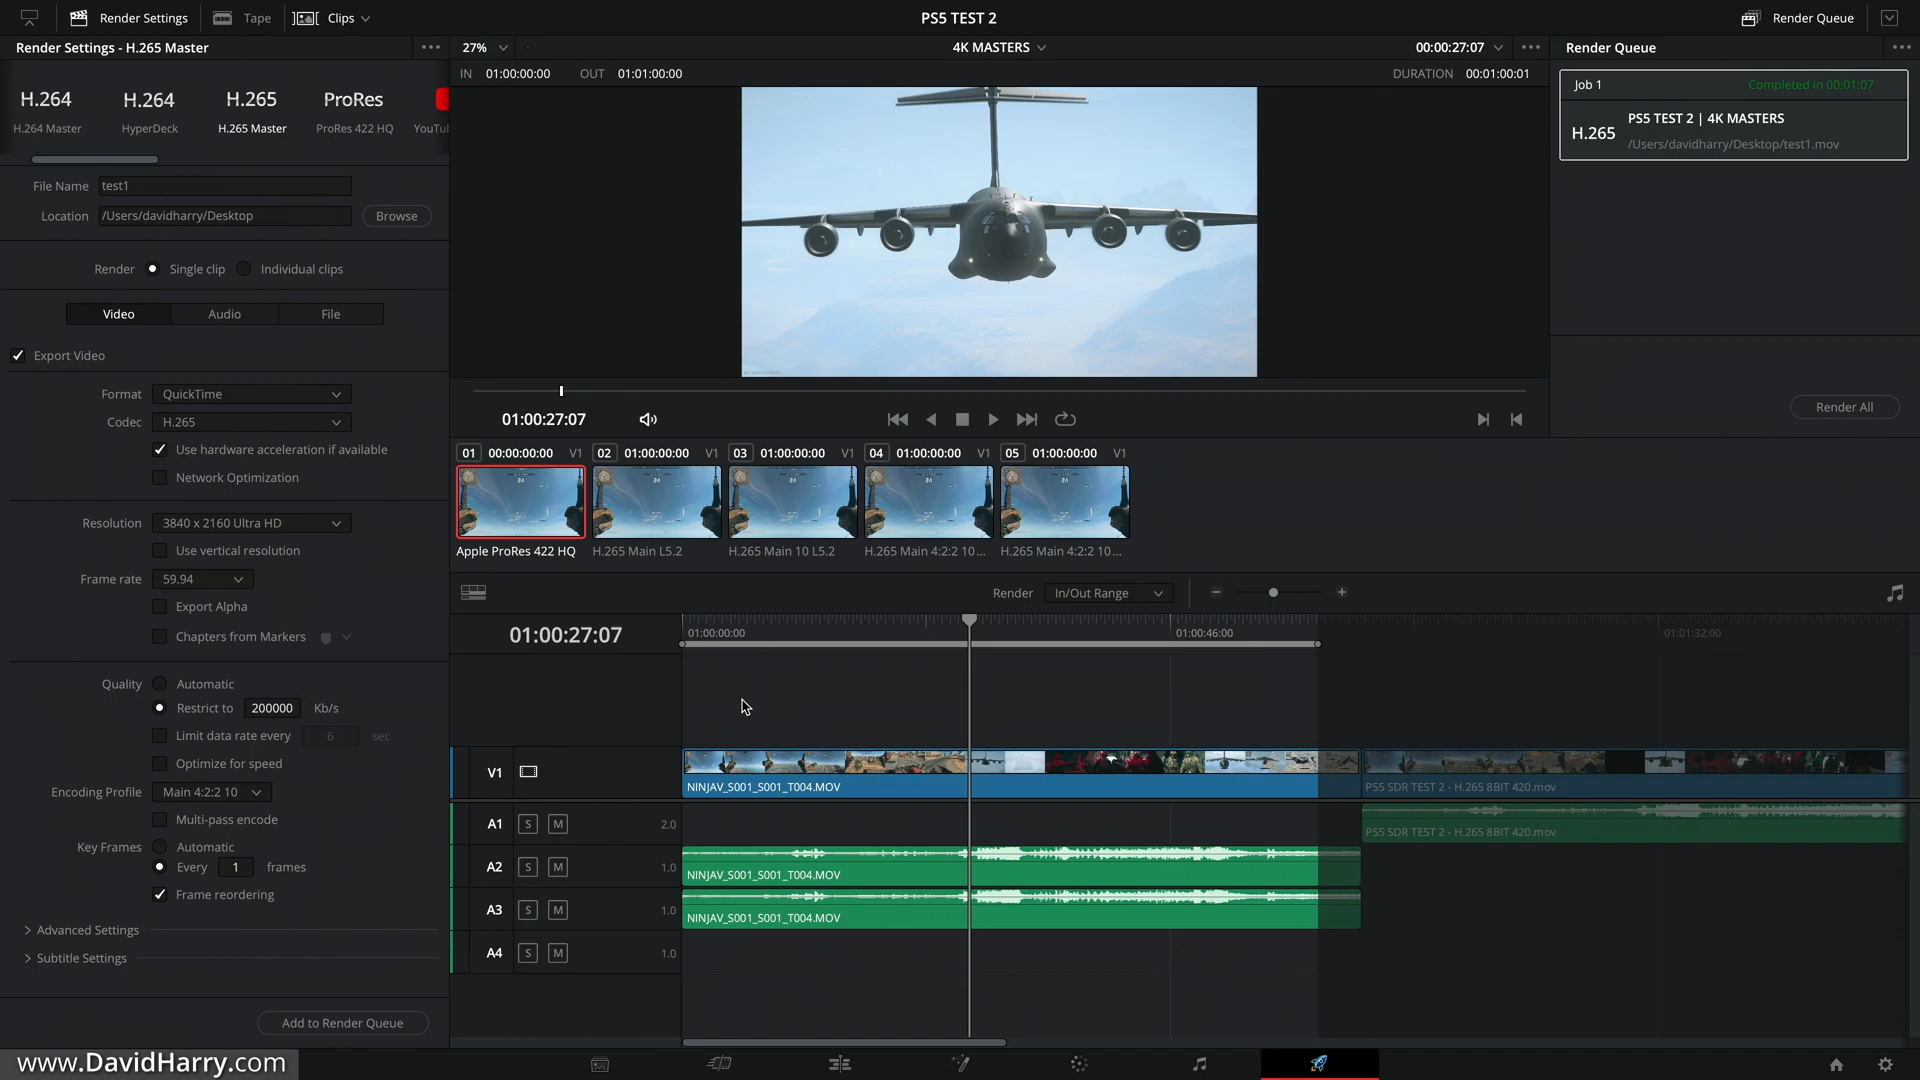 Render Settings
Tape
Clips
PS5 TEST 2
Render Queue
Render Settings - H.265 Master
27%
4K MASTERS
00:00:27:07
Render Queue
IN 01:00:00:00 OUT 01:01:00:00
DURATION 00:01:00:01
H.264
H.264
H.265
ProRes
H.264 Master
HyperDeck
H.265 Master
ProRes 422 HQ
YouTu
Job 1
Completed in 00:01:07
H.265
PS5 TEST 2 | 4K MASTERS
/Users/davidharry/Desktop/test1.mov
File Name test1
Location /Users/davidharry/Desktop Browse
Render Single clip Individual clips
Video Audio File
Export Video
Format QuickTime
Codec H.265
Use hardware acceleration if available
Network Optimization
Resolution 3840 x 2160 Ultra HD
Use vertical resolution
Frame rate 59.94
Export Alpha
Chapters from Markers
Quality Automatic
Restrict to 200000 Kb/s
Limit data rate every 6 sec
Optimize for speed
Encoding Profile Main 4:2:2 10
Multi-pass encode
Key Frames Automatic
Every 1 frames
Frame reordering
Advanced Settings
Subtitle Settings
Add to Render Queue
01:00:27:07
Render All
01 00:00:00:00 V1
02 01:00:00:00 V1
03 01:00:00:00 V1
04 01:00:00:00 V1
05 01:00:00:00 V1
24
24
24
24
24
Apple ProRes 422 HQ
H.265 Main L5.2
H.265 Main 10 L5.2
H.265 Main 4:2:2 10...
H.265 Main 4:2:2 10...
Render In/Out Range
01:00:27:07
01:00:00:00
01:00:46:00
01:01:32:00
V1
NINJAV_S001_S001_T004.MOV
PS5 SDR TEST 2 - H.265 8BIT 420.mov
A1 S M 2.0
PS5 SDR TEST 2 - H.265 8BIT 420.mov
A2 S M 1.0
NINJAV_S001_S001_T004.MOV
A3 S M 1.0
NINJAV_S001_S001_T004.MOV
A4 S M 1.0
www.DavidHarry.com